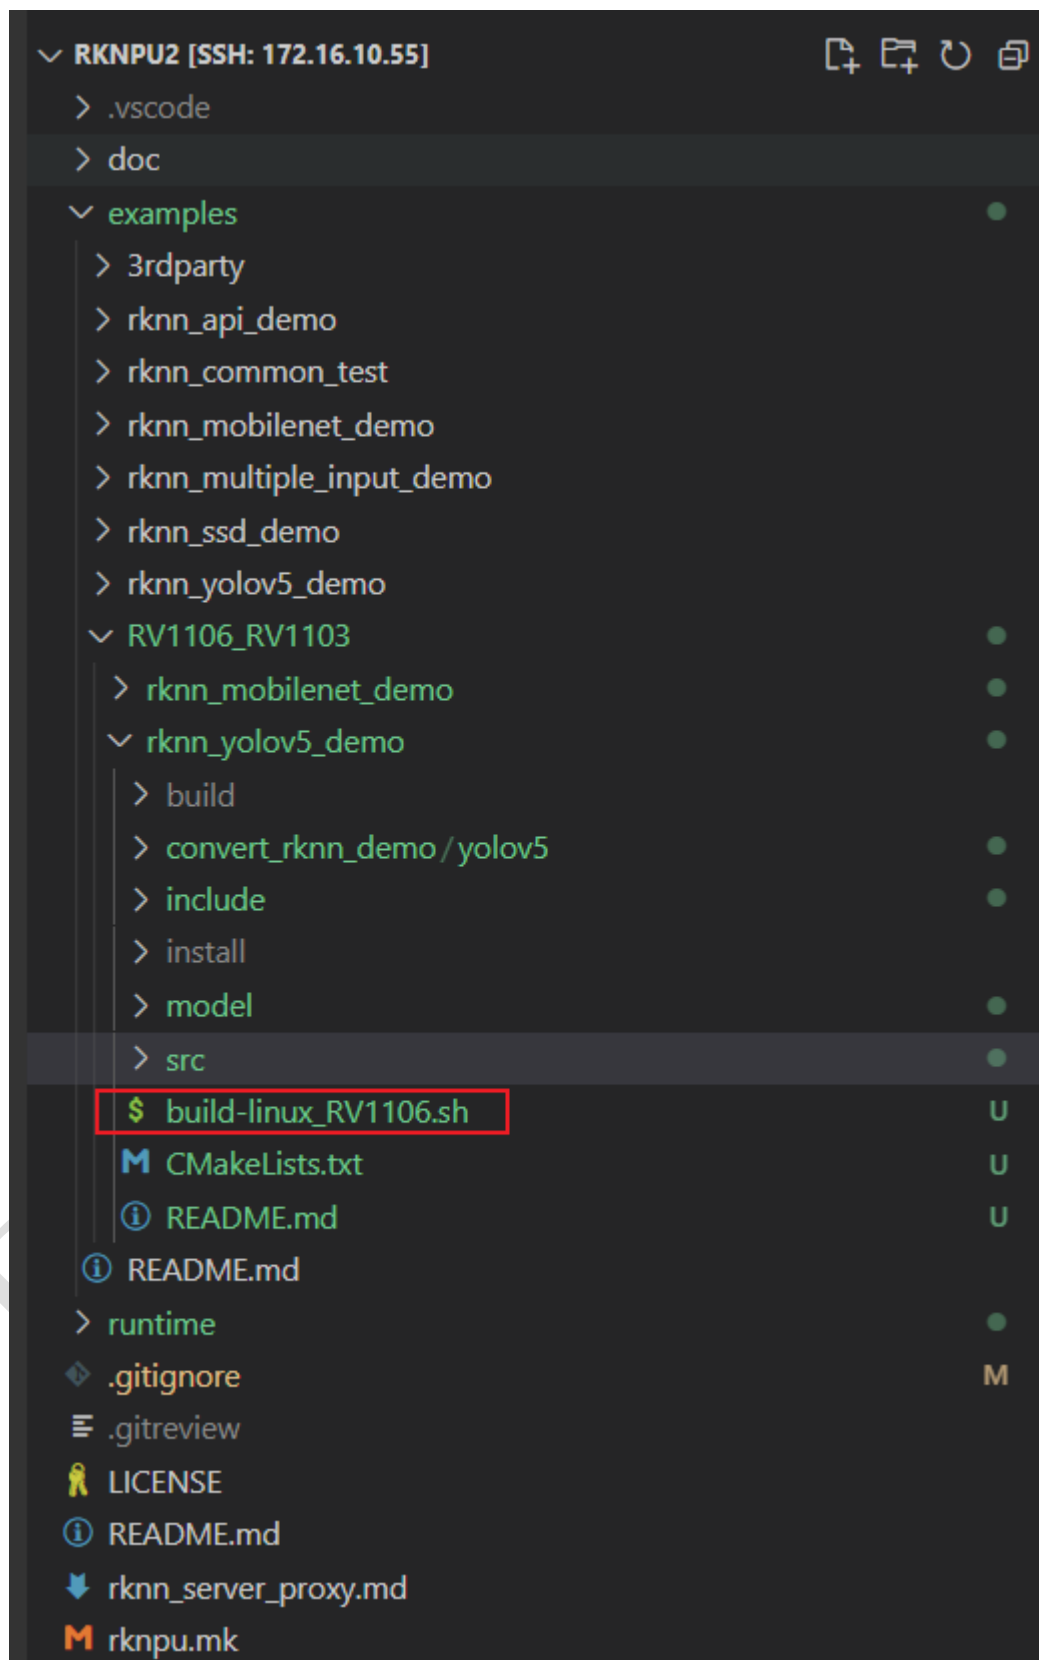 RKNPU2 [SSH: 172.16.10.55]
.vscode
doc
examples
3rdparty
rknn_api_demo
rknn_common_test
rknn_mobilenet_demo
rknn_multiple_input_demo
rknn_ssd_demo
rknn_yolov5_demo
RV1106_RV1103
rknn_mobilenet_demo
rknn_yolov5_demo
build
convert_rknn_demo/yolov5
include
install
model
src
$ build-linux_RV1106.sh U
M CMakeLists.txt U
README.md U
README.md
runtime
.gitignore M
.gitreview
LICENSE
README.md
rknn_server_proxy.md
M rknpu.mk